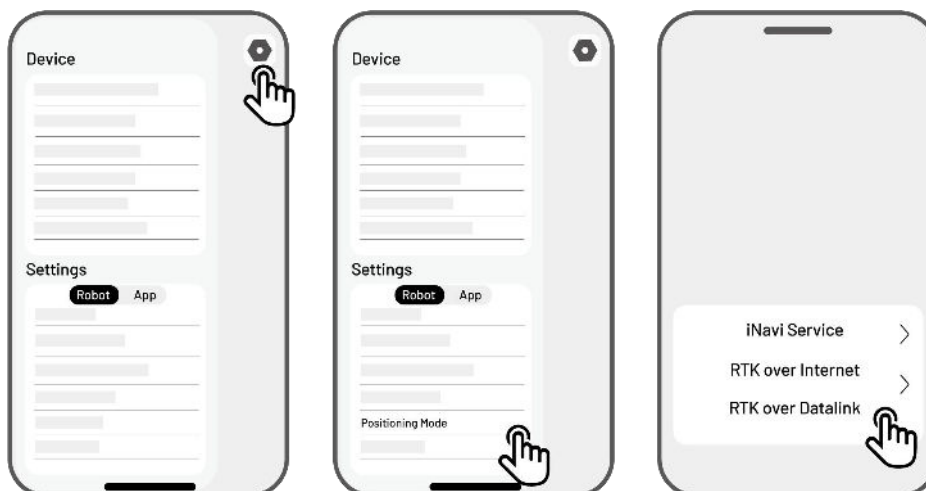 Device
Settings
Robot App
Device
Settings
Robot App
Positioning Mode
iNavi Service
RTK over Internet
RTK over Datalink